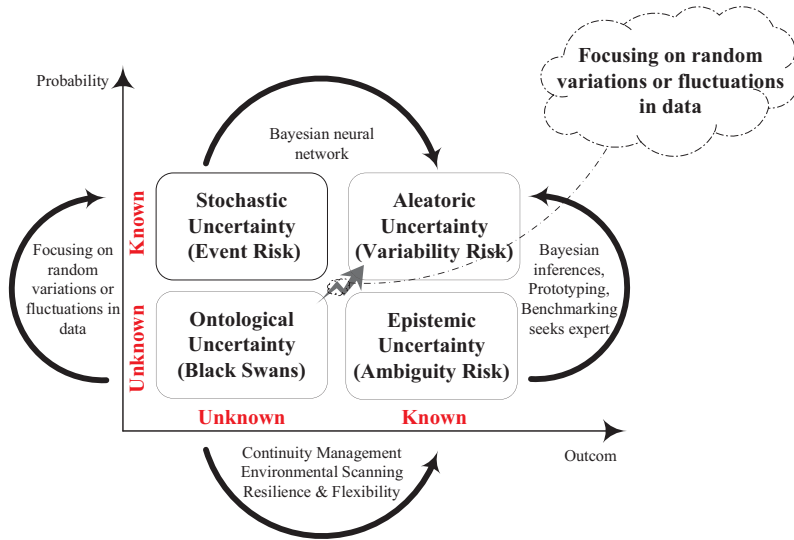 Focusing on random
variations or fluctuations
in data
Probability
Bayesian neural
network
Known
Stochastic
Uncertainty
(Event Risk)
Aleatoric
Uncertainty
(Variability Risk)
Focusing on
random
variations or
fluctuations in
data
Bayesian
inferences,
Prototyping,
Benchmarking
seeks expert
Unknown
Ontological
Uncertainty
(Black Swans)
Epistemic
Uncertainty
(Ambiguity Risk)
Unknown
Known
Continuity Management
Environmental Scanning
Resilience & Flexibility
Outcom